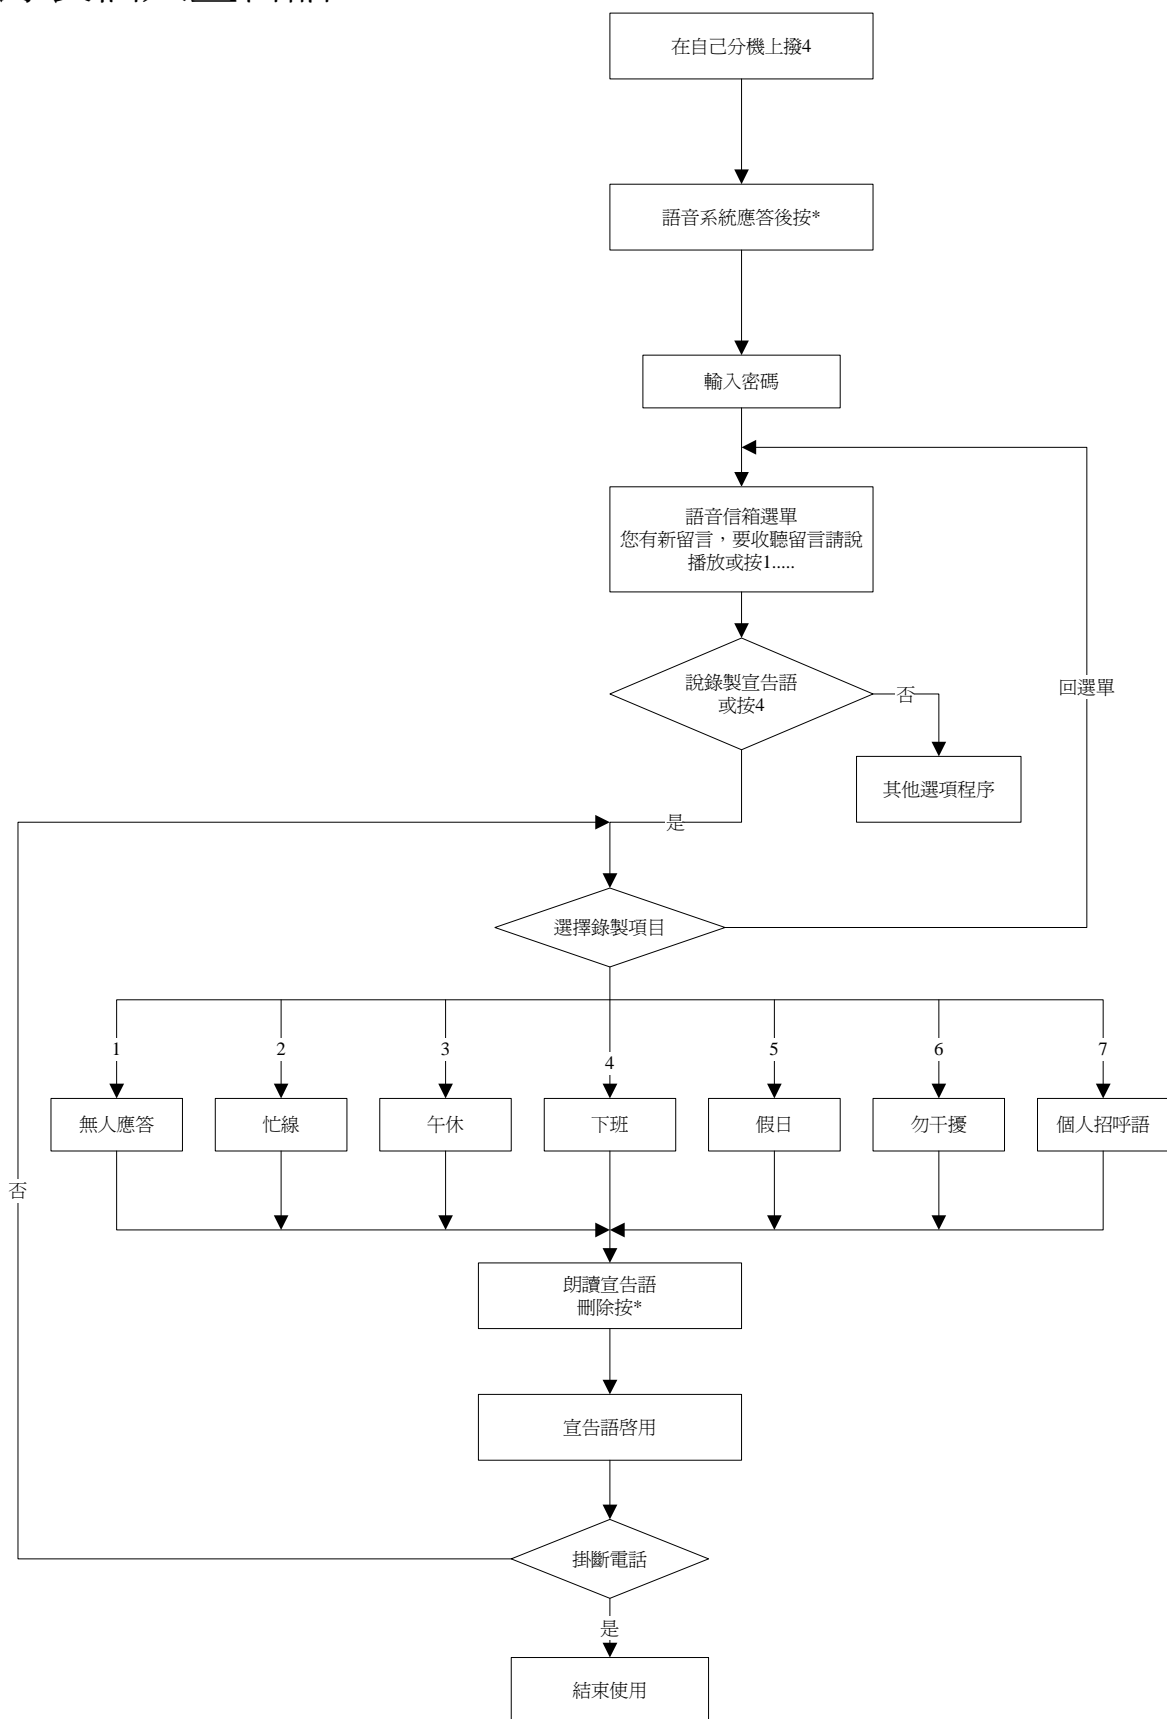 在自己分機上撥4
語音系統應答後按*
輸入密碼
語音信箱選單
您有新留言，要收聽留言請說
播放或按1.....
說錄製宣告語
或按4
否
回選單
其他選項程序
是
選擇錄製項目
1
2
3
4
5
6
7
無人應答
忙線
午休
下班
假日
勿干擾
個人招呼語
否
朗讀宣告語
刪除按*
宣告語啓用
掛斷電話
是
結束使用